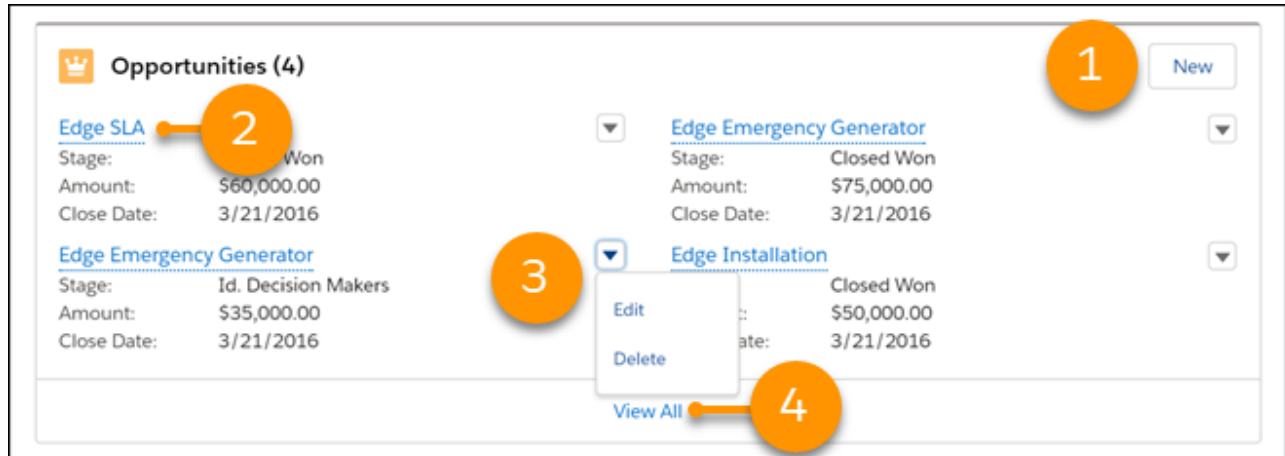 Opportunities (4)
1
New
Edge SLA
2
Stage: Won
Amount: $60,000.00
Close Date: 3/21/2016
Edge Emergency Generator
Stage: Closed Won
Amount: $75,000.00
Close Date: 3/21/2016
Edge Emergency Generator
3
Stage: Id. Decision Makers
Amount: $35,000.00
Close Date: 3/21/2016
Edit
Delete
Edge Installation
Closed Won
$50,000.00
3/21/2016
View All
4